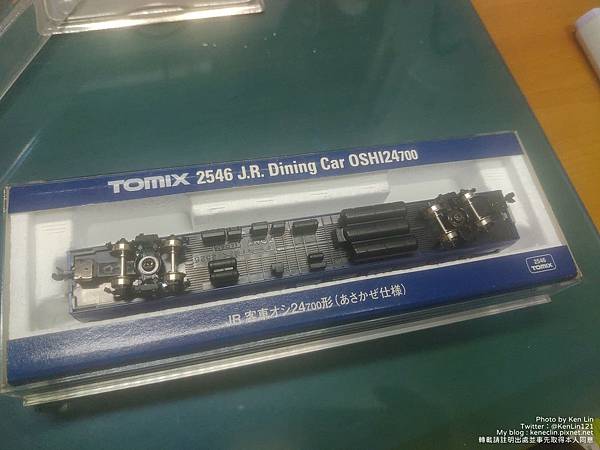 TOMIX 2546 J.R. Dining Car OSHI24700
2546
TOMIX
JR 客車オシ24700形(あさかぜ仕様)
Photo by Ken Lin
Twitter：@KenLin121
My blog : keneclin.pixnet.net
轉載請註明出處並事先取得本人同意